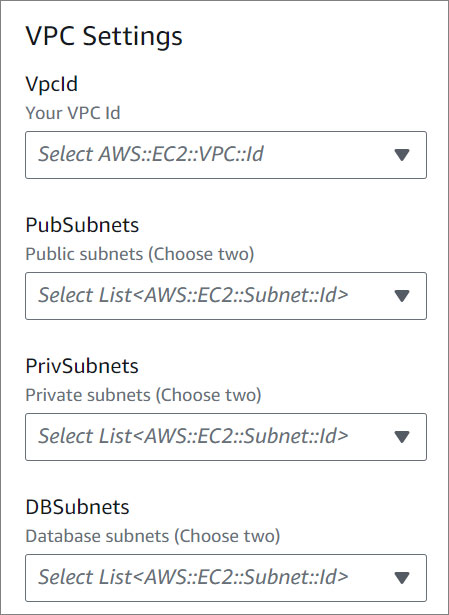 VPC Settings
VpcId
Your VPC Id
Select AWS::EC2::VPC::Id
PubSubnets
Public subnets (Choose two)
Select List<AWS::EC2::Subnet::Id>
PrivSubnets
Private subnets (Choose two)
Select List<AWS::EC2::Subnet::Id>
DBSubnets
Database subnets (Choose two)
Select List<AWS::EC2::Subnet::Id>